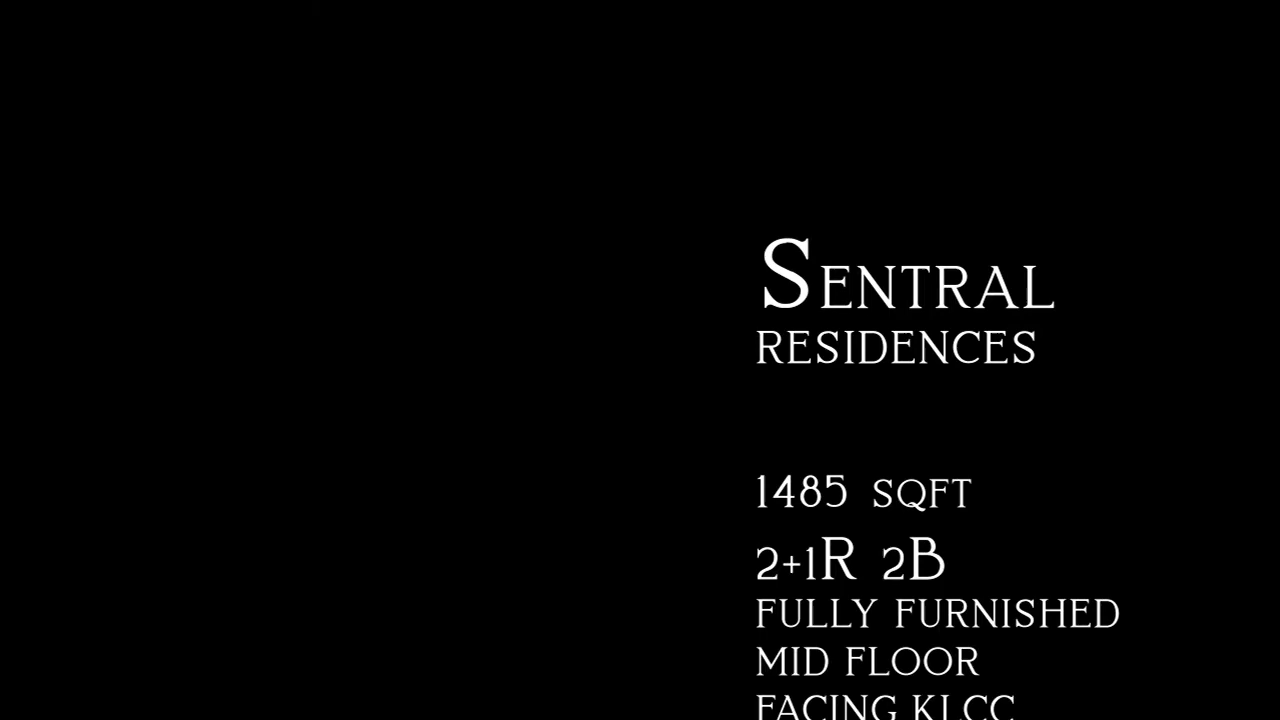 Sentral
RESIDENCES
1485 SQFT
2+1R 2B
FULLY FURNISHED
MID FLOOR
FACING KLCC